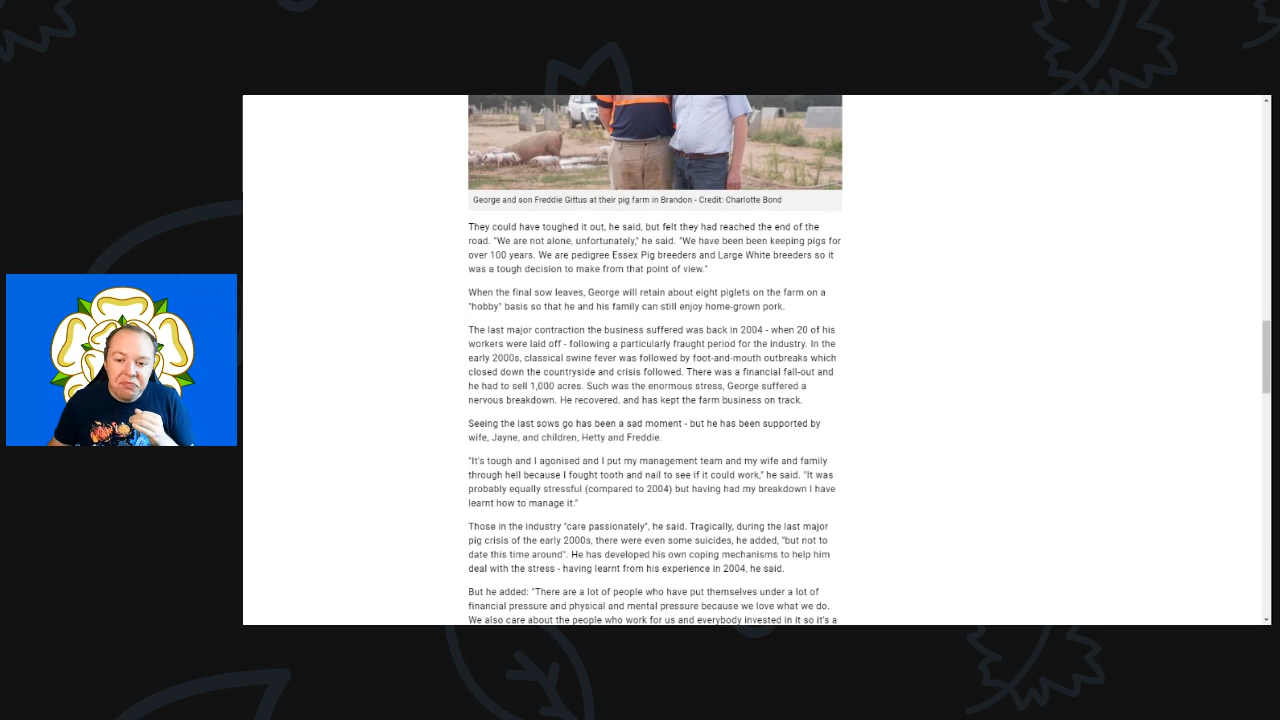 George and son Freddie Gittus at their pig farm in Brandon - Credit: Charlotte Bond
They could have toughed it out, he said, but felt they had reached the end of the
road. "We are not alone, unfortunately," he said. "We have been been keeping pigs for
over 100 years. We are pedigree Essex Pig breeders and Large White breeders so it
was a tough decision to make from that point of view."
When the final sow leaves, George will retain about eight piglets on the farm on a
"hobby" basis so that he and his family can still enjoy home-grown pork.
The last major contraction the business suffered was back in 2004 - when 20 of his
workers were laid off - following a particularly fraught period for the industry. In the
early 2000s, classical swine fever was followed by foot-and-mouth outbreaks which
closed down the countryside and crisis followed. There was a financial fall-out and
he had to sell 1,000 acres. Such was the enormous stress, George suffered a
nervous breakdown. He recovered, and has kept the farm business on track.
Seeing the last sows go has been a sad moment - but he has been supported by
wife, Jayne, and children, Hetty and Freddie.
"It's tough and I agonised and I put my management team and my wife and family
through hell because I fought tooth and nail to see if it could work," he said. "It was
probably equally stressful (compared to 2004) but having had my breakdown I have
learnt how to manage it."
Those in the industry "care passionately", he said. Tragically, during the last major
pig crisis of the early 2000s, there were even some suicides, he added, "but not to
date this time around". He has developed his own coping mechanisms to help him
deal with the stress - having learnt from his experience in 2004, he said.
But he added: "There are a lot of people who have put themselves under a lot of
financial pressure and physical and mental pressure because we love what we do.
We also care about the people who work for us and everybody invested in it so it's a